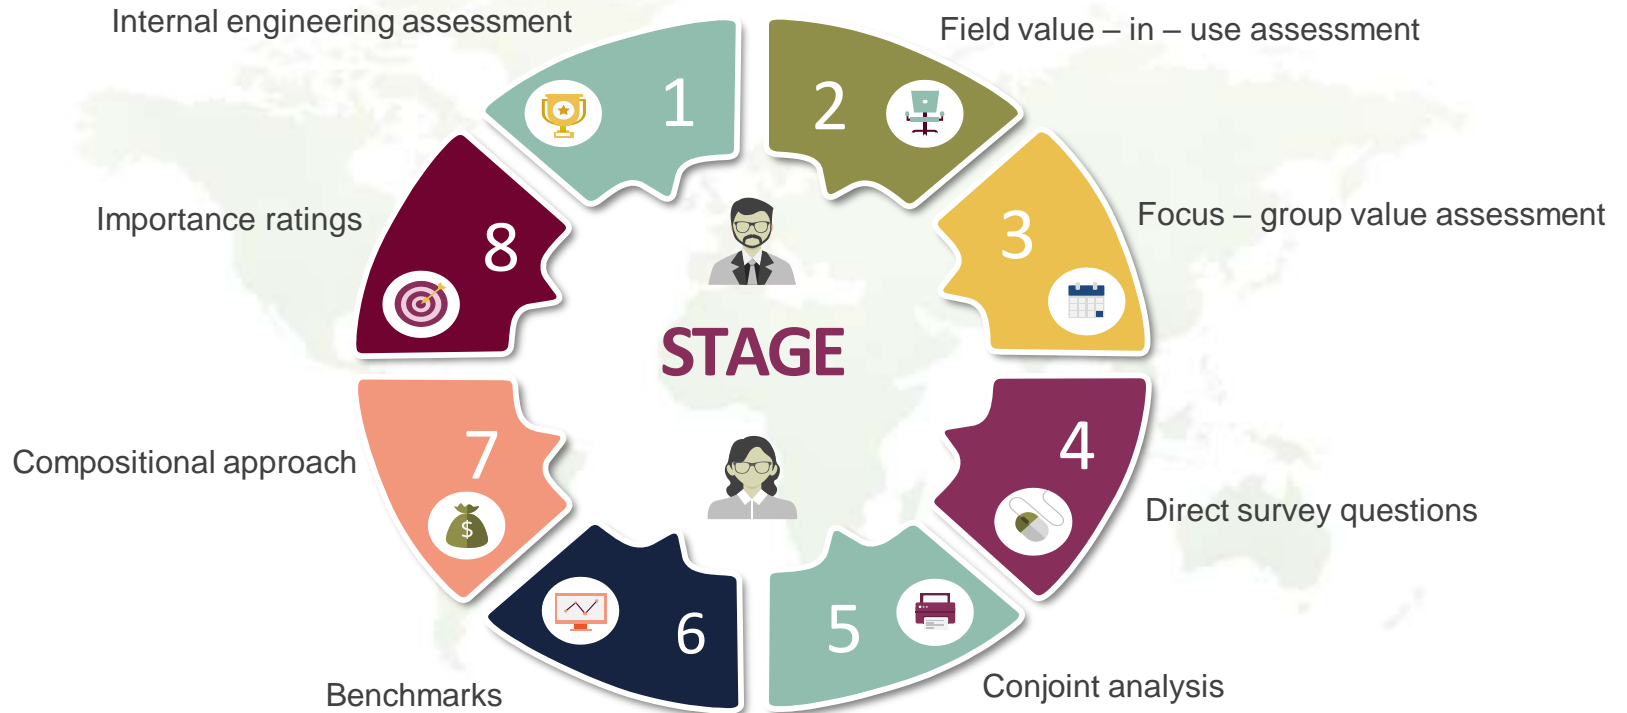 Internal engineering assessment
Field value – in – use assessment
1
2
Importance ratings
8
3
Focus – group value assessment
STAGE
Compositional approach
7
4
Direct survey questions
$
6
5
Benchmarks
Conjoint analysis